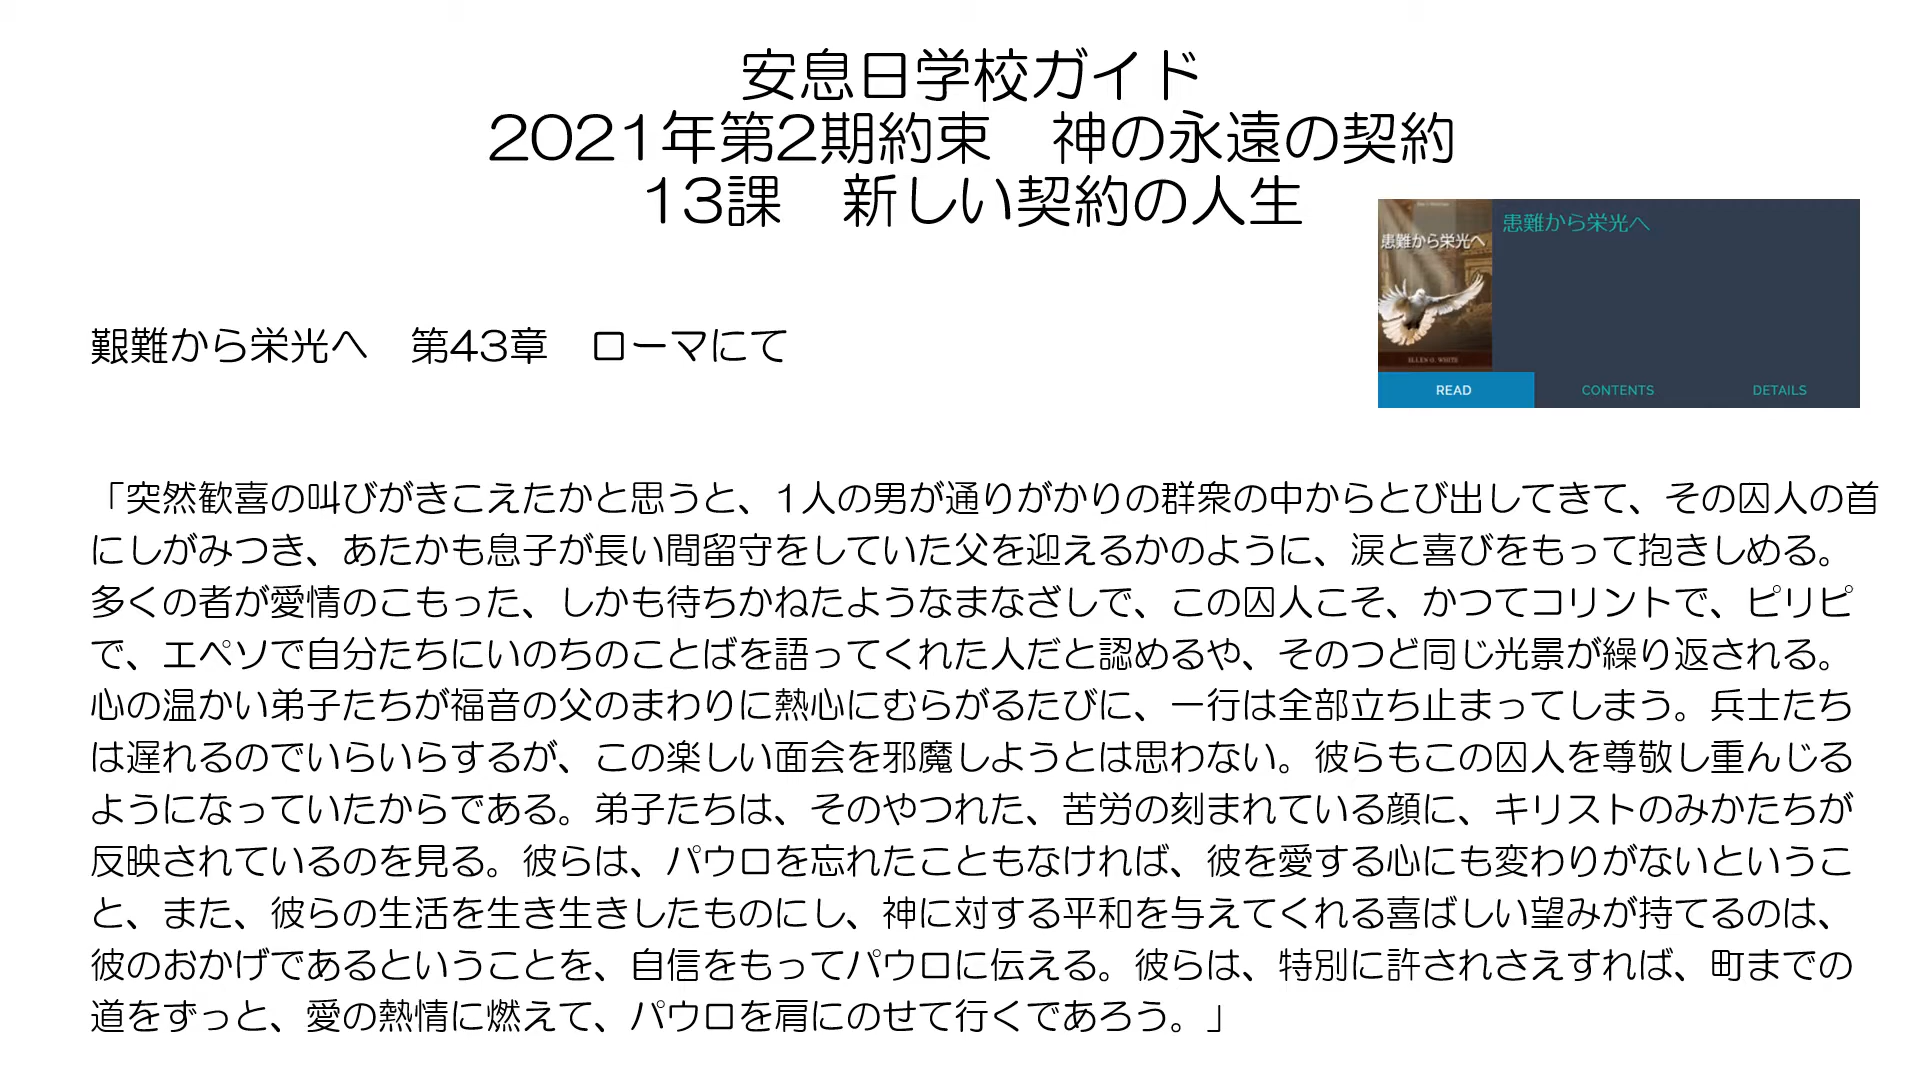 安息日学校ガイド
2021年第2期約束　神の永遠の契約
13課　新しい契約の人生
患難から栄光へ
患難から栄光へ
ELLEN G. WHITE
READ
CONTENTS
DETAILS
艱難から栄光へ　第43章　ローマにて
「突然歓喜の叫びがきこえたかと思うと、1人の男が通りがかりの群衆の中からとび出してきて、その囚人の首
にしがみつき、あたかも息子が長い間留守をしていた父を迎えるかのように、涙と喜びをもって抱きしめる。
多くの者が愛情のこもった、しかも待ちかねたようなまなざしで、この囚人こそ、かつてコリントで、ピリピ
で、エペソで自分たちにいのちのことばを語ってくれた人だと認めるや、そのつど同じ光景が繰り返される。
心の温かい弟子たちが福音の父のまわりに熱心にむらがるたびに、一行は全部立ち止まってしまう。兵士たち
は遅れるのでいらいらするが、この楽しい面会を邪魔しようとは思わない。彼らもこの囚人を尊敬し重んじる
ようになっていたからである。弟子たちは、そのやつれた、苦労の刻まれている顔に、キリストのみかたちが
反映されているのを見る。彼らは、パウロを忘れたこともなければ、彼を愛する心にも変わりがないというこ
と、また、彼らの生活を生き生きしたものにし、神に対する平和を与えてくれる喜ばしい望みが持てるのは、
彼のおかげであるということを、自信をもってパウロに伝える。彼らは、特別に許されさえすれば、町までの
道をずっと、愛の熱情に燃えて、パウロを肩にのせて行くであろう。」